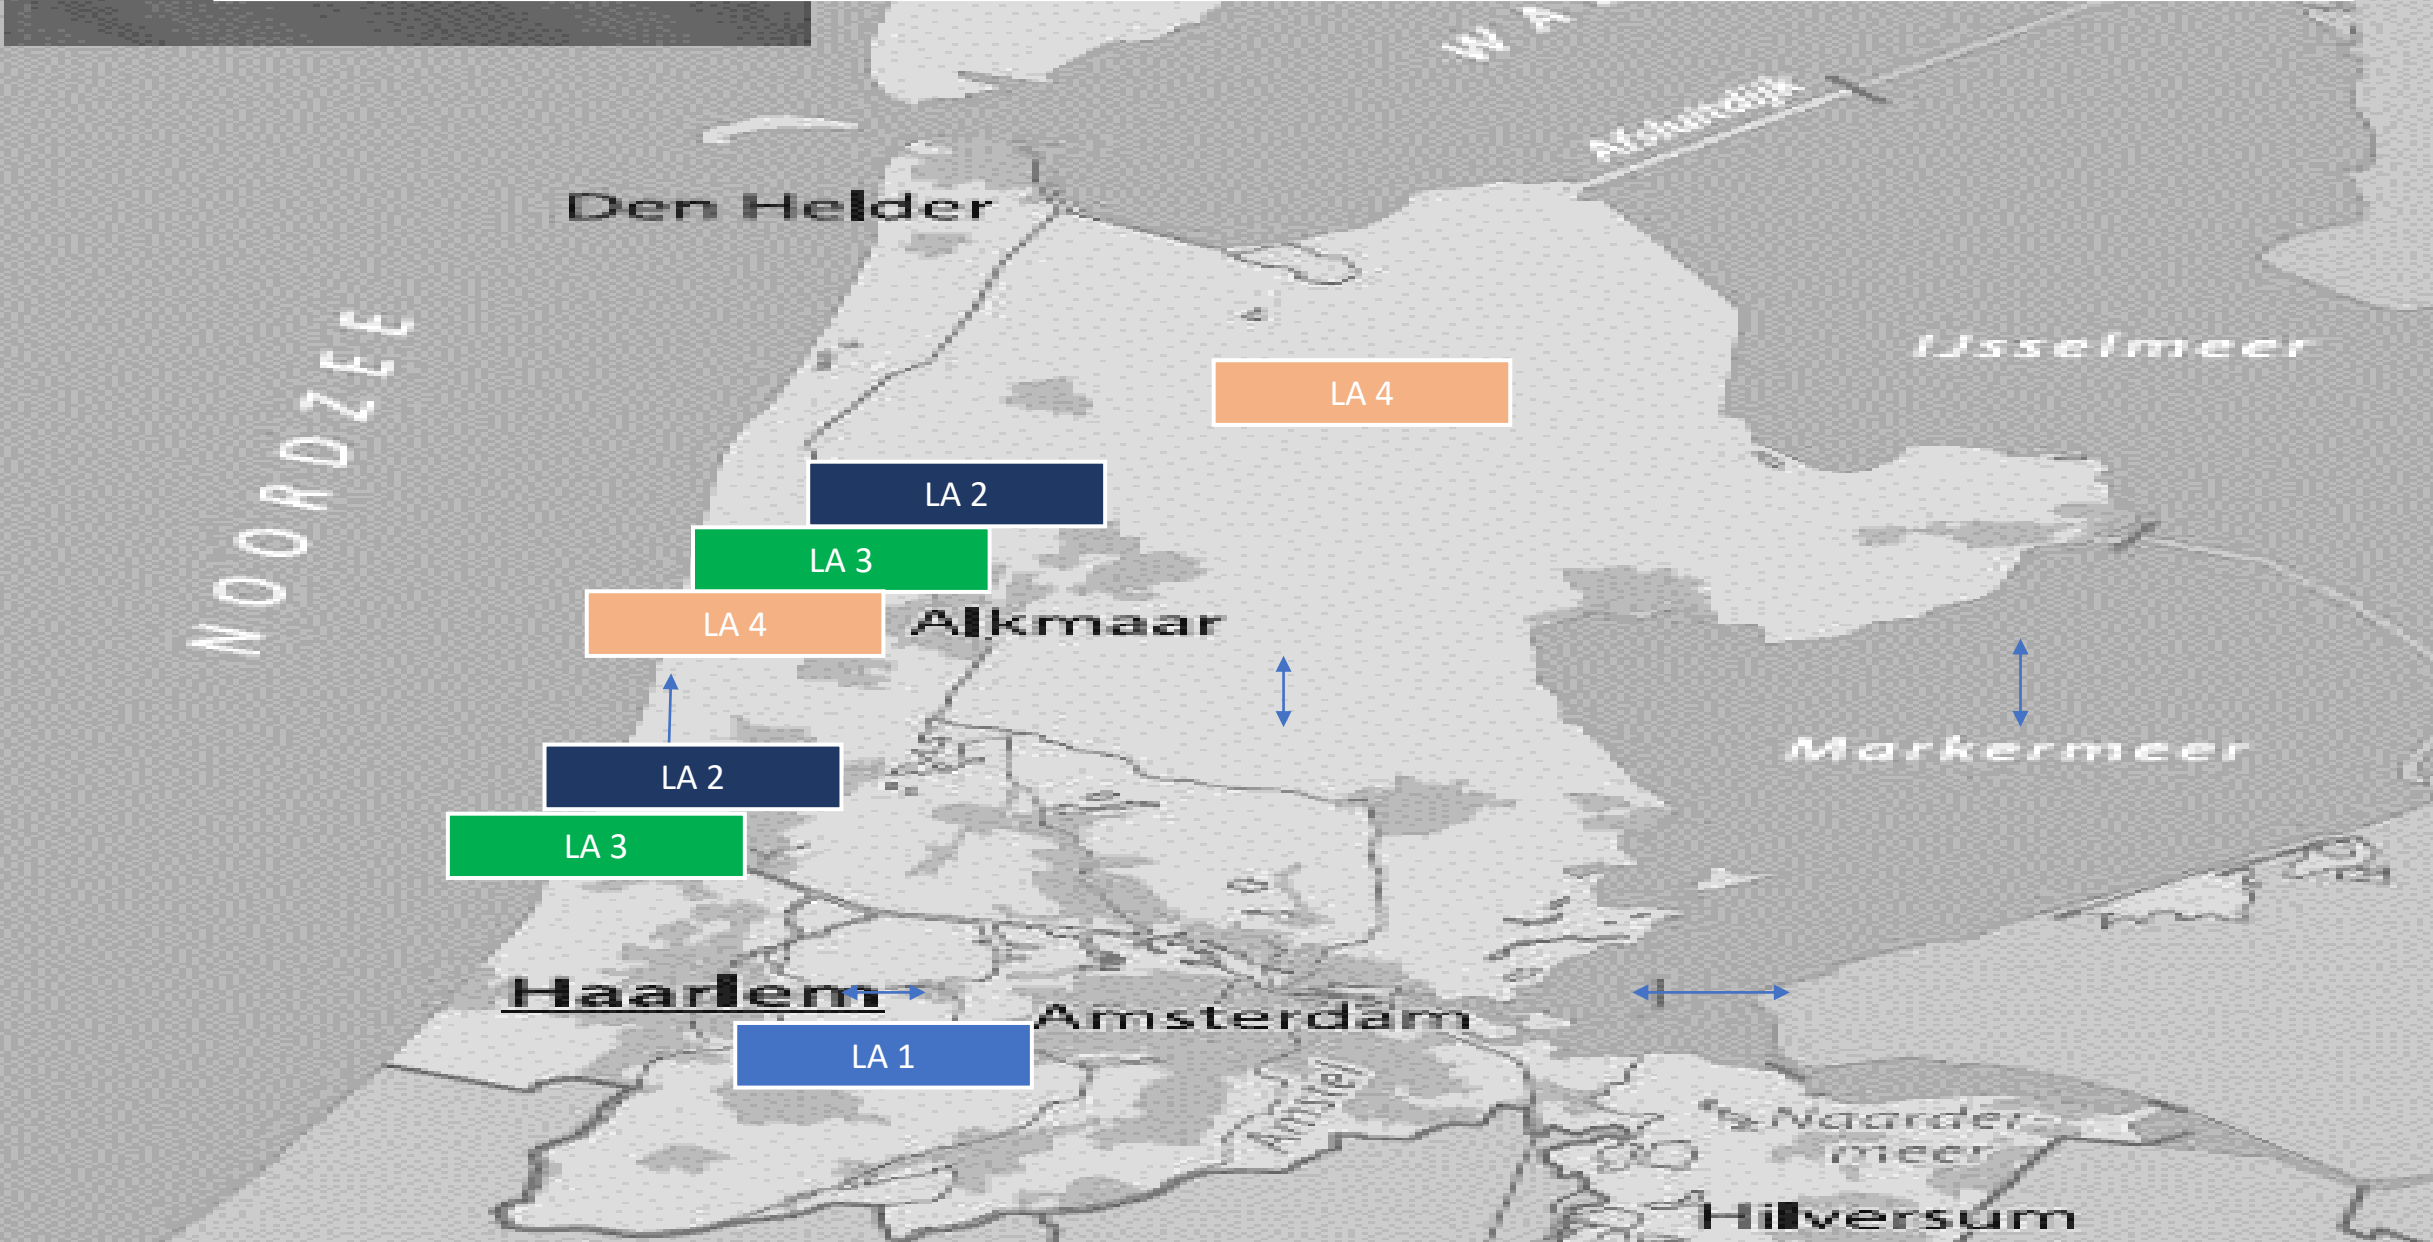 W A
Afsluitdijk
Den Helder
NOORDZEE
IJsselmeer
LA 4
LA 2
LA 3
LA 4
Alkmaar
Markermeer
LA 2
LA 3
Haarlem
Amsterdam
LA 1
Amstel
Naarder
meer
Hilversum